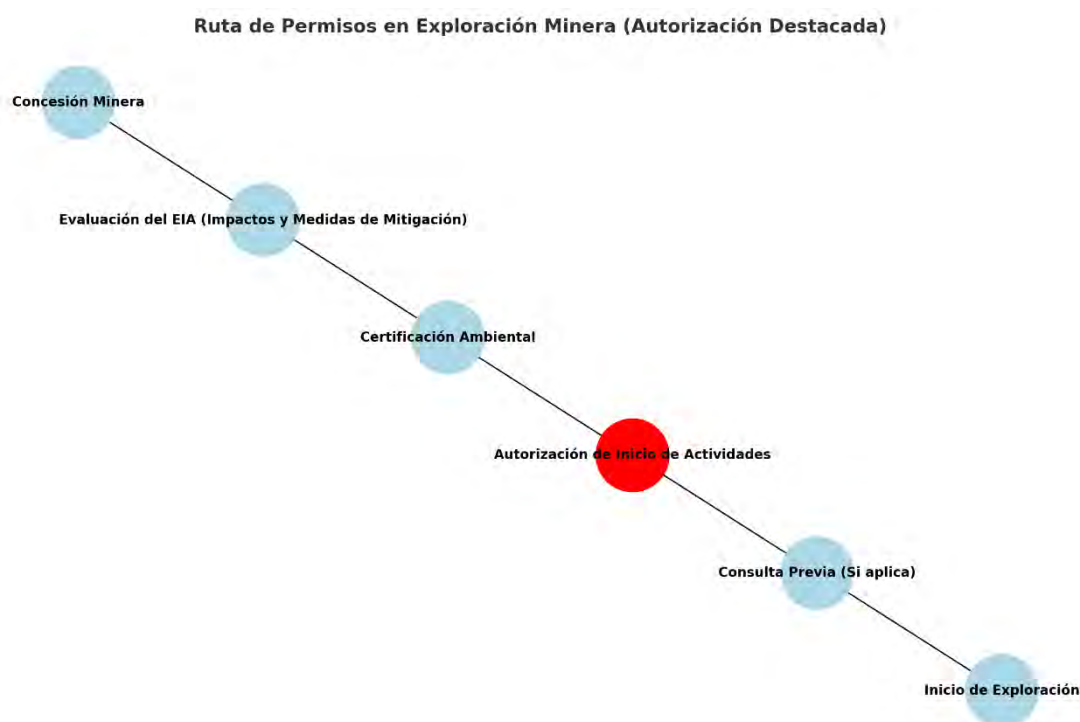 Ruta de Permisos en Exploración Minera (Autorización Destacada)
Concesión Minera
Evaluación del EIA (Impactos y Medidas de Mitigación)
Certificación Ambiental
Autorización de Inicio de Actividades
Consulta Previa (Si aplica)
Inicio de Exploración